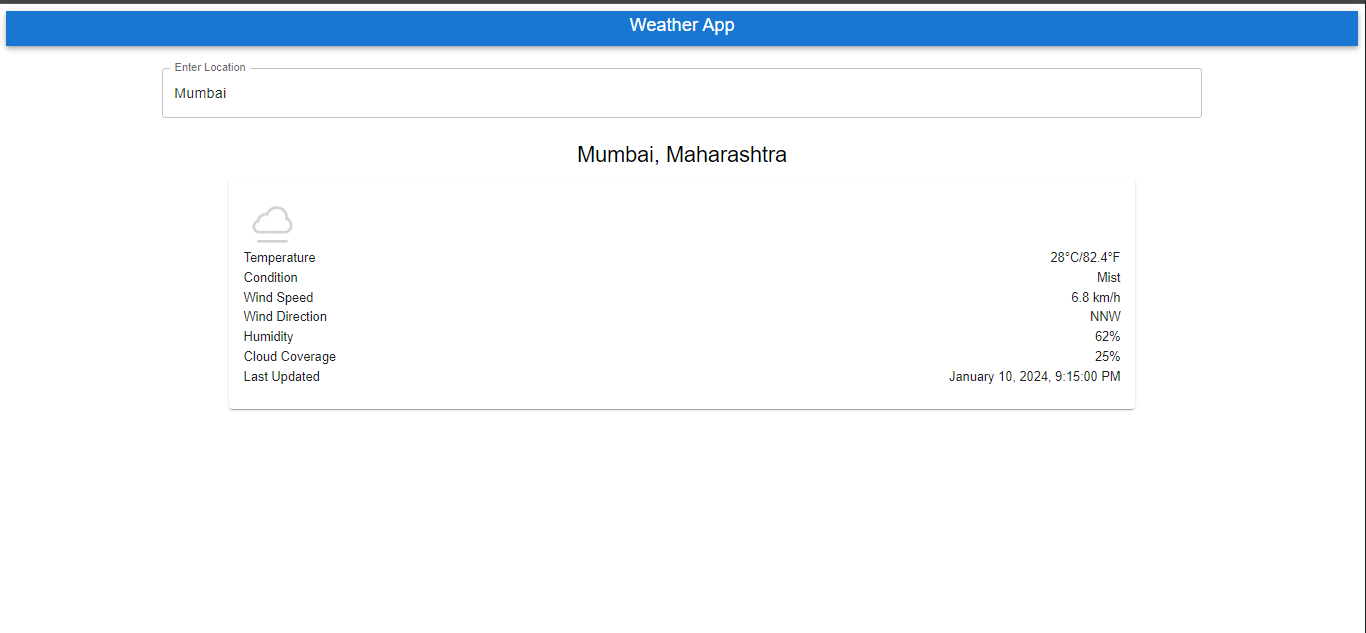 Weather App
Enter Location
Mumbai
Mumbai, Maharashtra
Temperature 28°C/82.4°F
Condition Mist
Wind Speed 6.8 km/h
Wind Direction NNW
Humidity 62%
Cloud Coverage 25%
Last Updated January 10, 2024, 9:15:00 PM